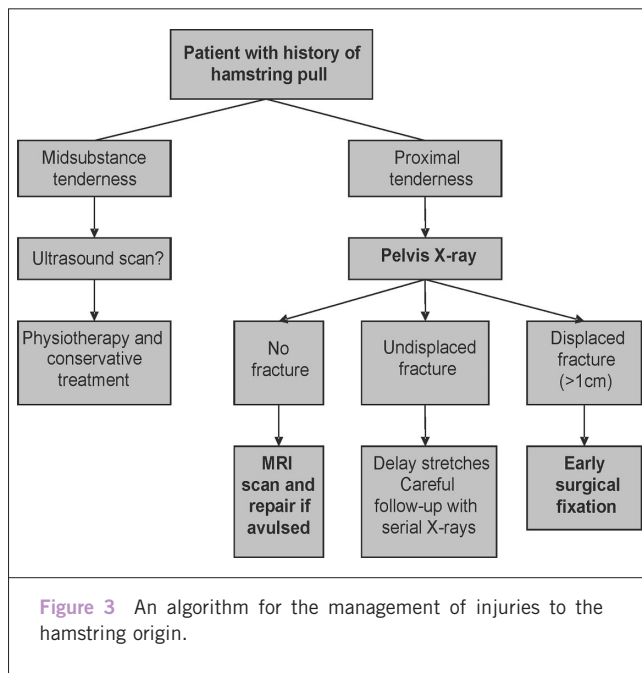 Patient with history of
hamstring pull
Midsubstance
tenderness
Proximal
tenderness
Ultrasound scan?
Pelvis X-ray
Physiotherapy and
conservative
treatment
No
fracture
Undisplaced
fracture
Displaced
fracture
(>1cm)
MRI
scan and
repair if
avulsed
Delay stretches
Careful
follow-up with
serial X-rays
Early
surgical
fixation
Figure 3 An algorithm for the management of injuries to the
hamstring origin.